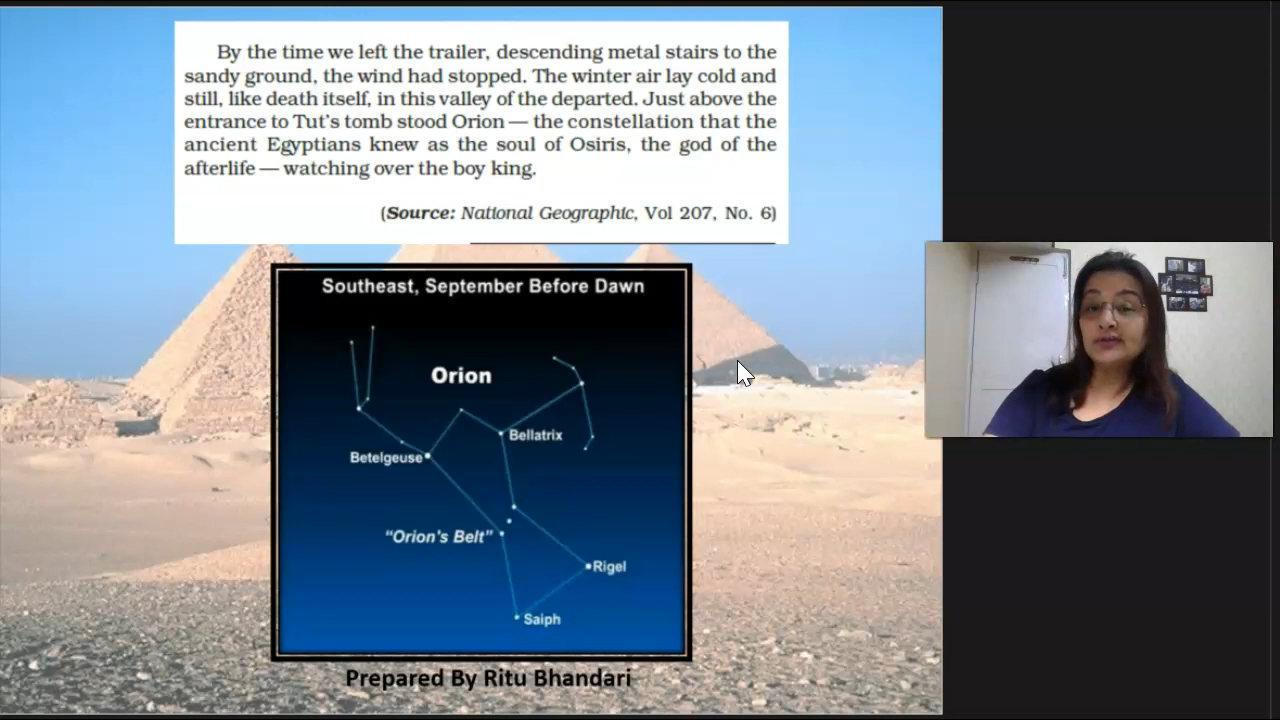 By the time we left the trailer, descending metal stairs to the
sandy ground, the wind had stopped. The winter air lay cold and
still, like death itself, in this valley of the departed. Just above the
entrance to Tut's tomb stood Orion — the constellation that the
ancient Egyptians knew as the soul of Osiris, the god of the
afterlife — watching over the boy king.
(Source: National Geographic, Vol 207, No. 6)
Southeast, September Before Dawn
Orion
Bellatrix
Betelgeuse
“Orion's Belt”
Rigel
Saiph
Prepared By Ritu Bhandari